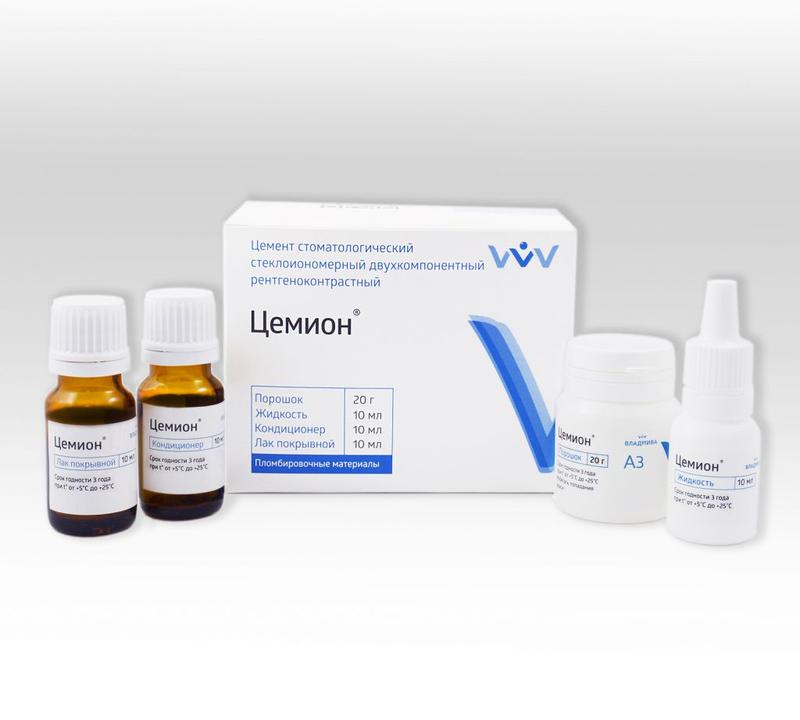 Цемент стоматологический
стеклоиономерный двухкомпонентный
рентгеноконтрастный
Цемион®
Порошок 20 г
Жидкость 10 мл
Кондиционер 10 мл
Лак покрывной 10 мл
Пломбировочные материалы
Цемион®
Лак покрывной 10 мл
Срок годности 3 года
при t° от +5°С до +25°С
Цемион®
Кондиционер 10 м
Срок годности 3 года
при t° от +5°С до +25°С
Цемион®
ВЛАДМИВА
Порошок 20 г
А3
Срок годности 3 года
от +5°С до +25°С
попадания
Цемион®
Жидкость 10 мл
Срок годности 3 года
при t° от +5°С до +25°С